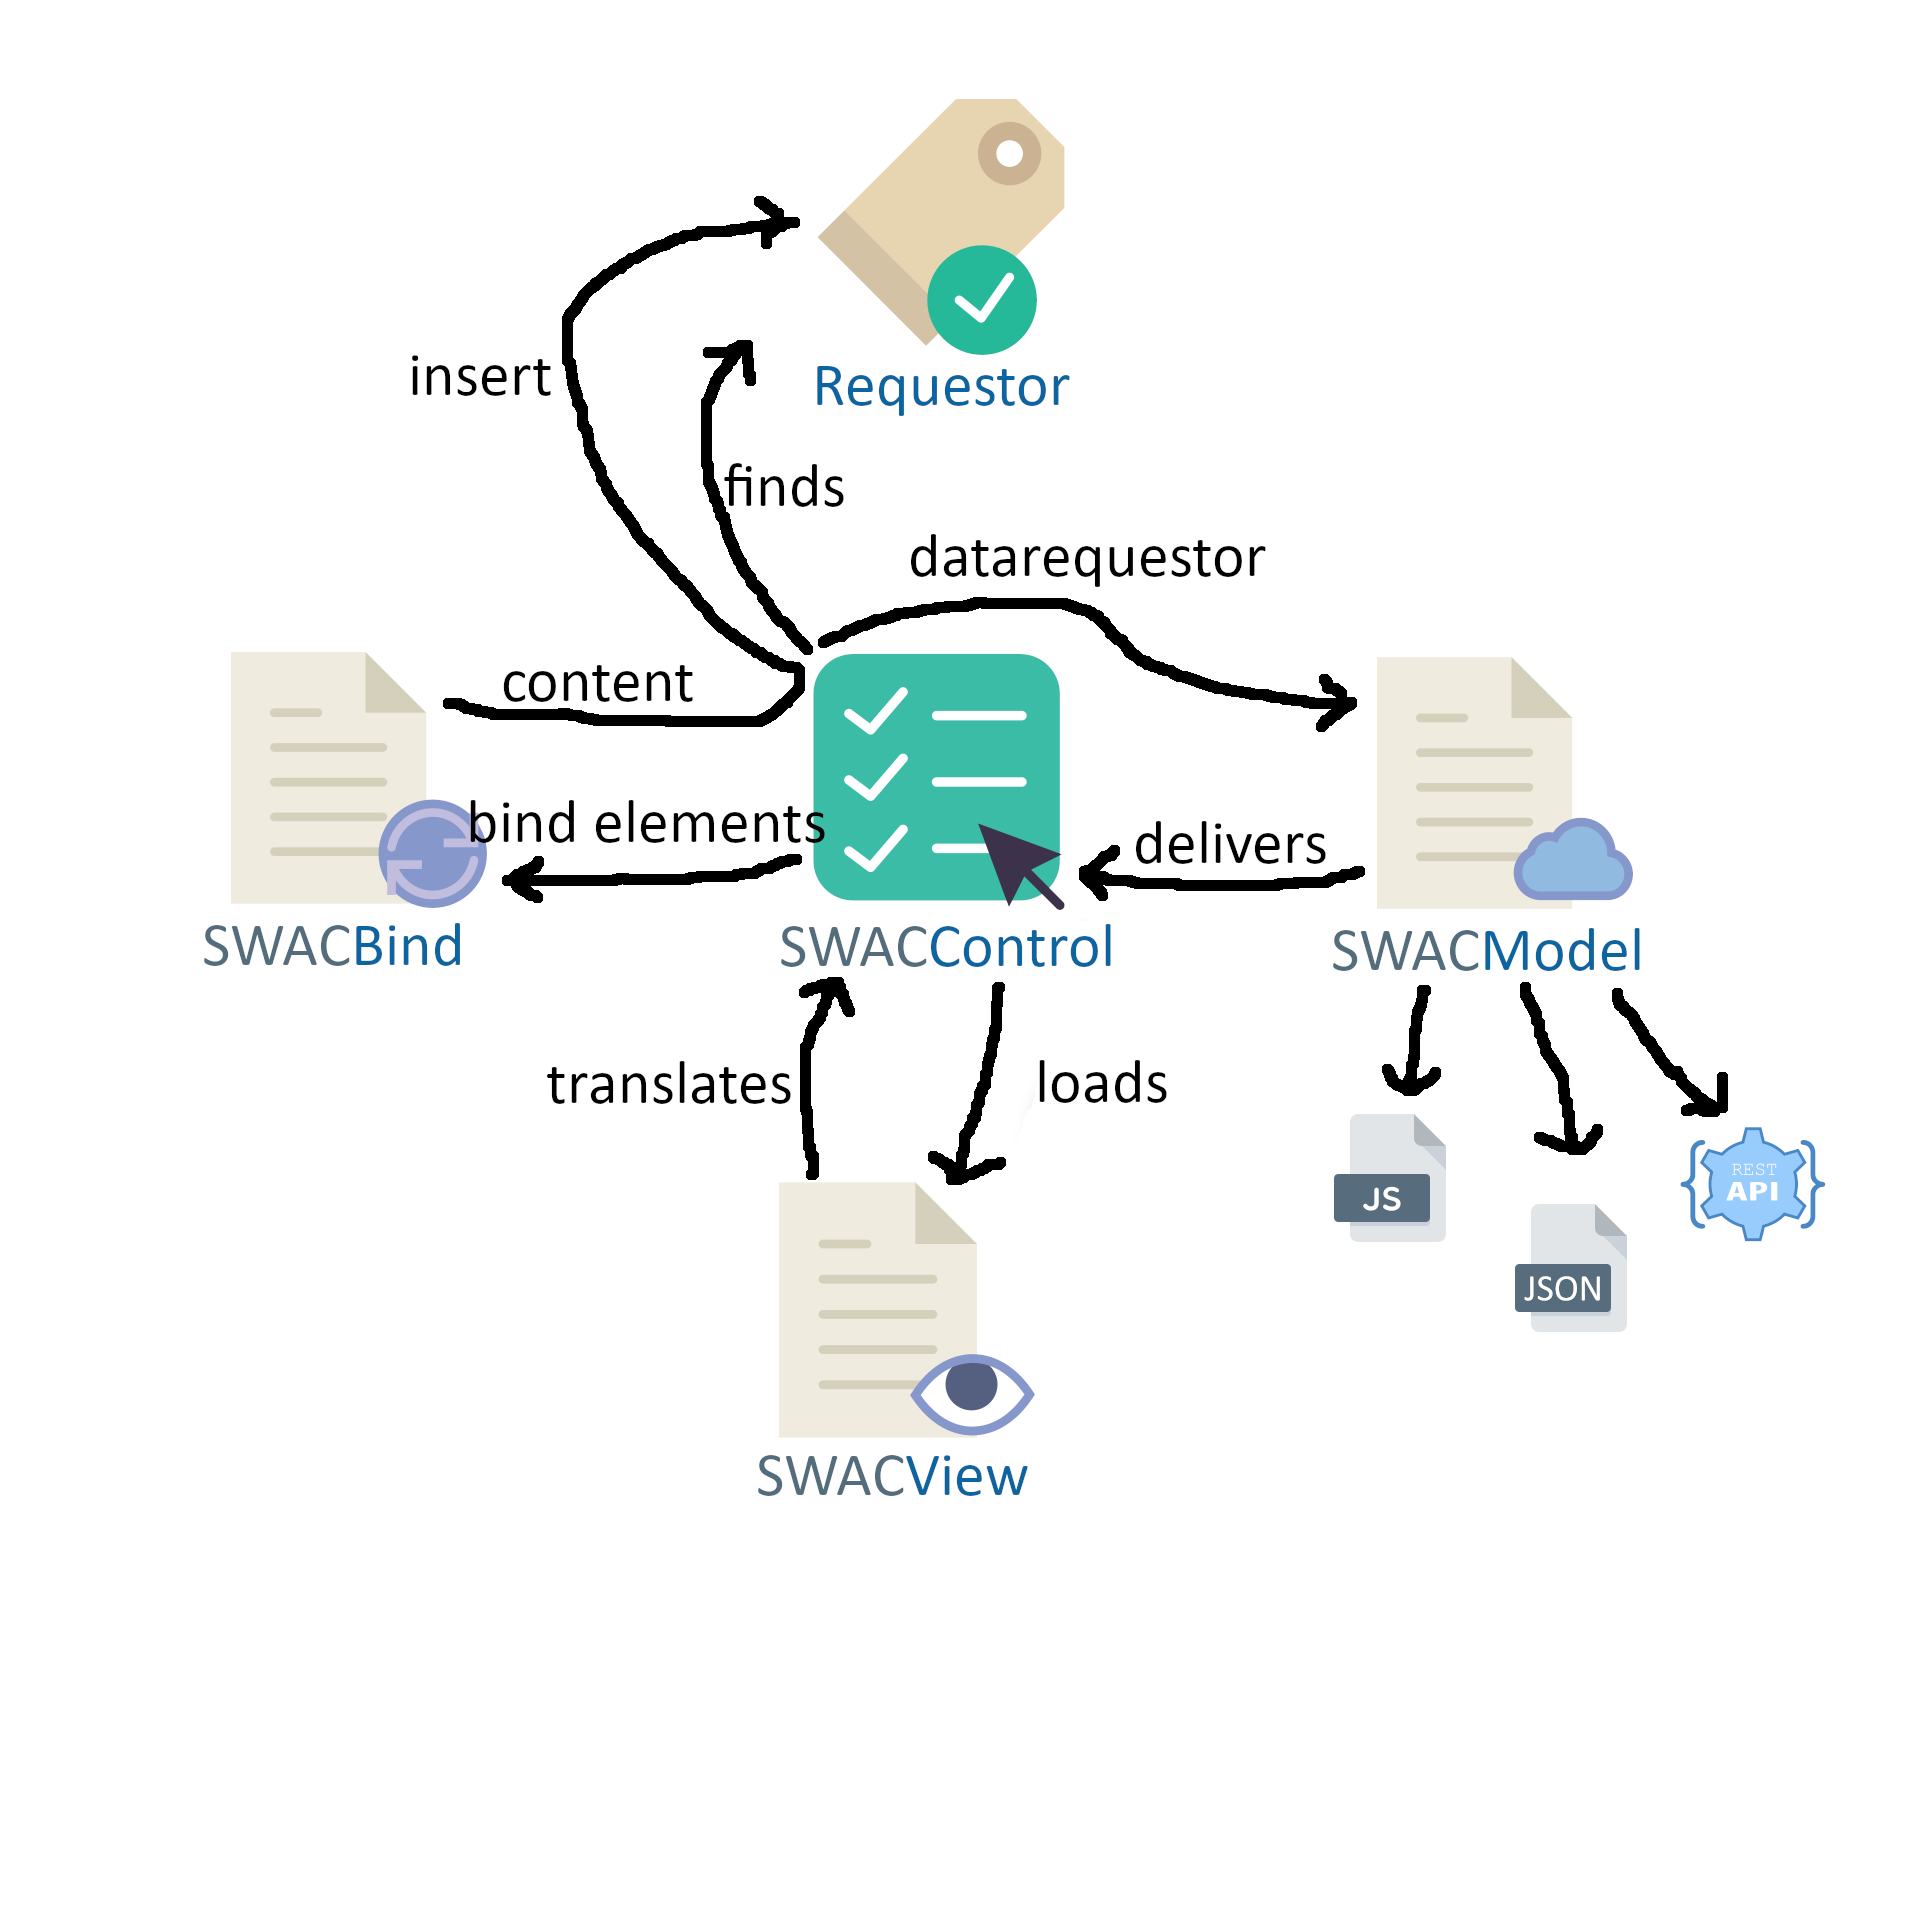 insert
Requestor
finds
datarequestor
content
bind elements
delivers
SWACBind
SWACControl
SWACModel
translates
loads
JS
REST
API
JSON
SWACView